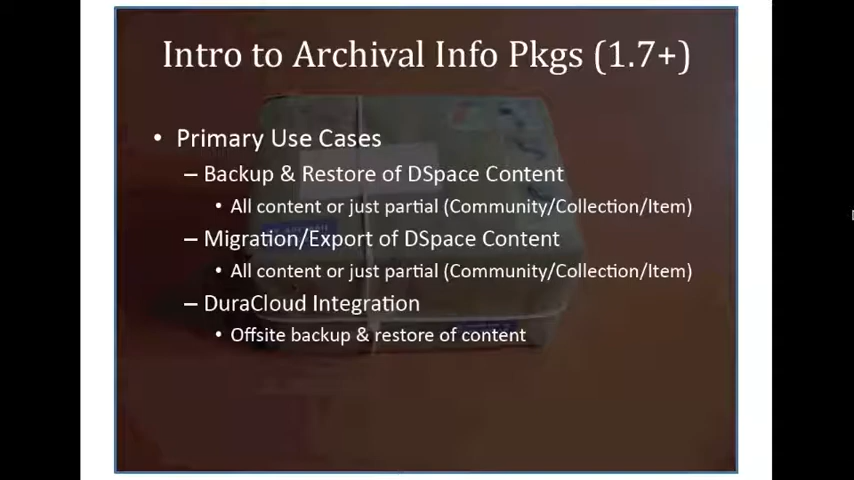 Intro to Archival Info Pkgs (1.7+)
• Primary Use Cases
– Backup & Restore of DSpace Content
• All content or just partial (Community/Collection/Item)
– Migration/Export of DSpace Content
• All content or just partial (Community/Collection/Item)
– DuraCloud Integration
• Offsite backup & restore of content